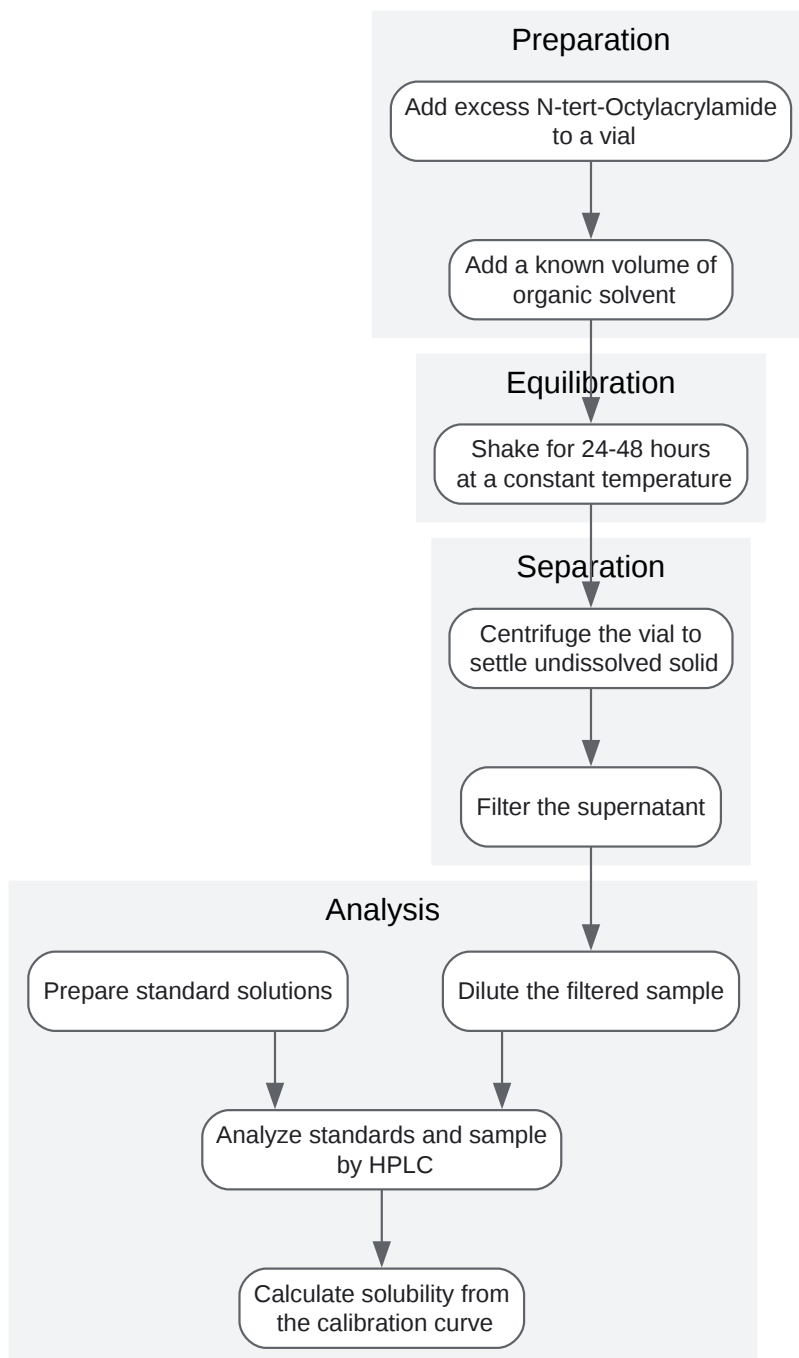 Preparation
Add excess N-tert-Octylacrylamide
to a vial
Add a known volume of
organic solvent
Equilibration
Shake for 24-48 hours
at a constant temperature
Separation
Centrifuge the vial to
settle undissolved solid
Filter the supernatant
Analysis
Prepare standard solutions
Dilute the filtered sample
Analyze standards and sample
by HPLC
Calculate solubility from
the calibration curve